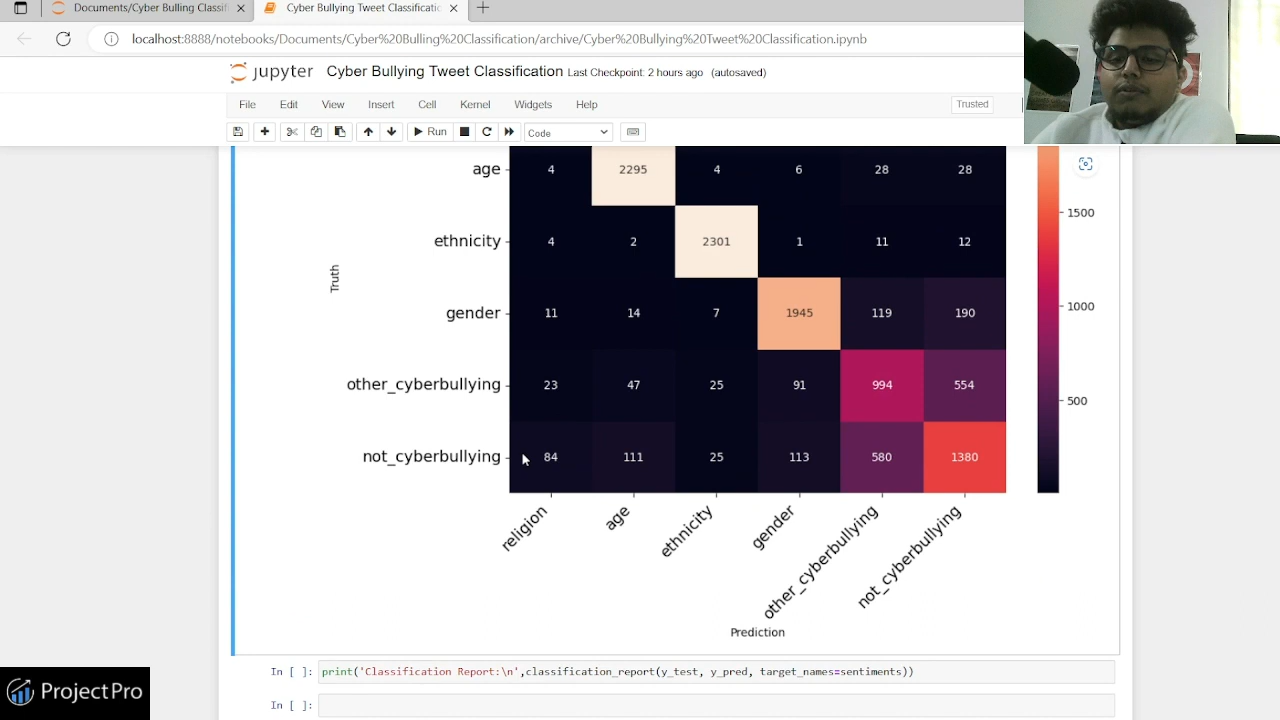 Documents/Cyber Bulling Classifi
Cyber Bullying Tweet Classificatio
localhost:8888/notebooks/Documents/Cyber%20Bulling%20Classification/archive/Cyber%20Bullying%20Tweet%20Classification.ipynb
jupyter Cyber Bullying Tweet Classification Last Checkpoint: 2 hours ago (autosaved)
File Edit View Insert Cell Kernel Widgets Help Trusted
Run Code
age 4 2295 4 6 28 28
1500
ethnicity 4 2 2301 1 11 12
Truth
1000
gender 11 14 7 1945 119 190
other_cyberbullying 23 47 25 91 994 554
500
not_cyberbullying 84 111 25 113 580 1380
religion age ethnicity gender other_cyberbullying not_cyberbullying
Prediction
In [ ]: print('Classification Report:\n',classification_report(y_test, y_pred, target_names=sentiments))
In [ ]:
ProjectPro